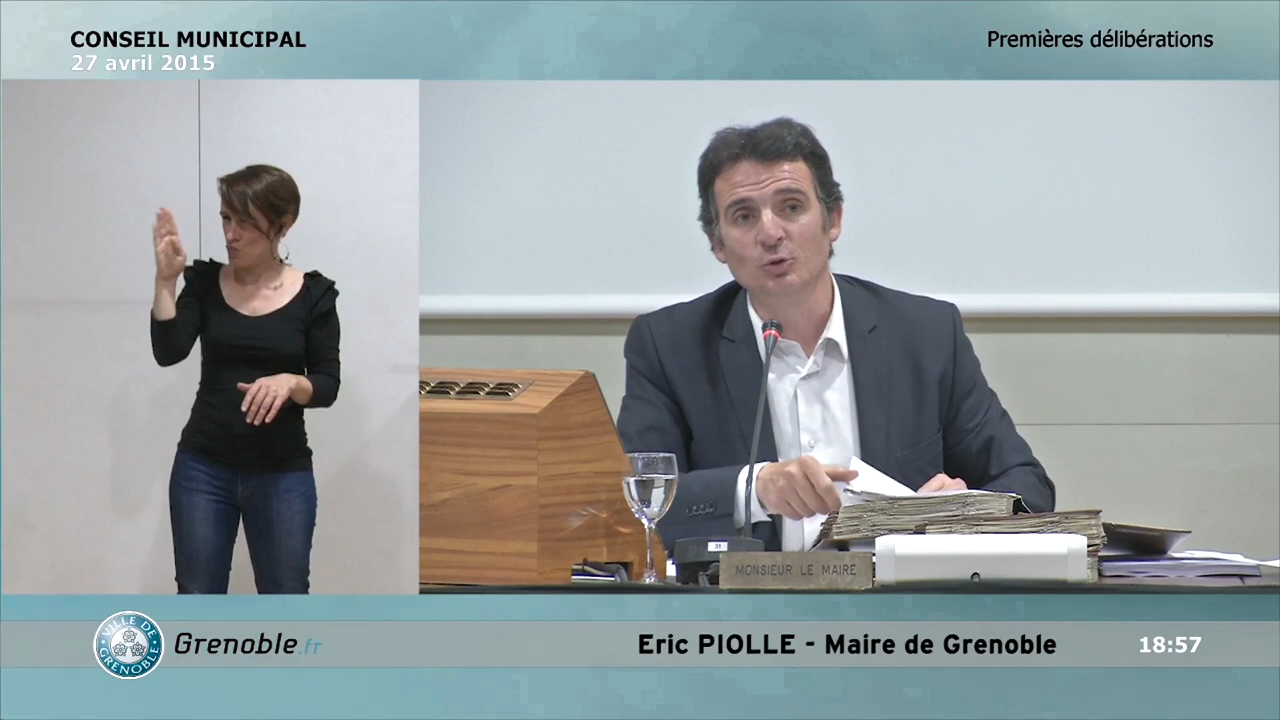 CONSEIL MUNICIPAL
27 avril 2015
Premières délibérations
MONSIEUR LE MAIRE
VILLE DE GRENOBLE
Grenoble.fr
Eric PIOLLE - Maire de Grenoble
18:57